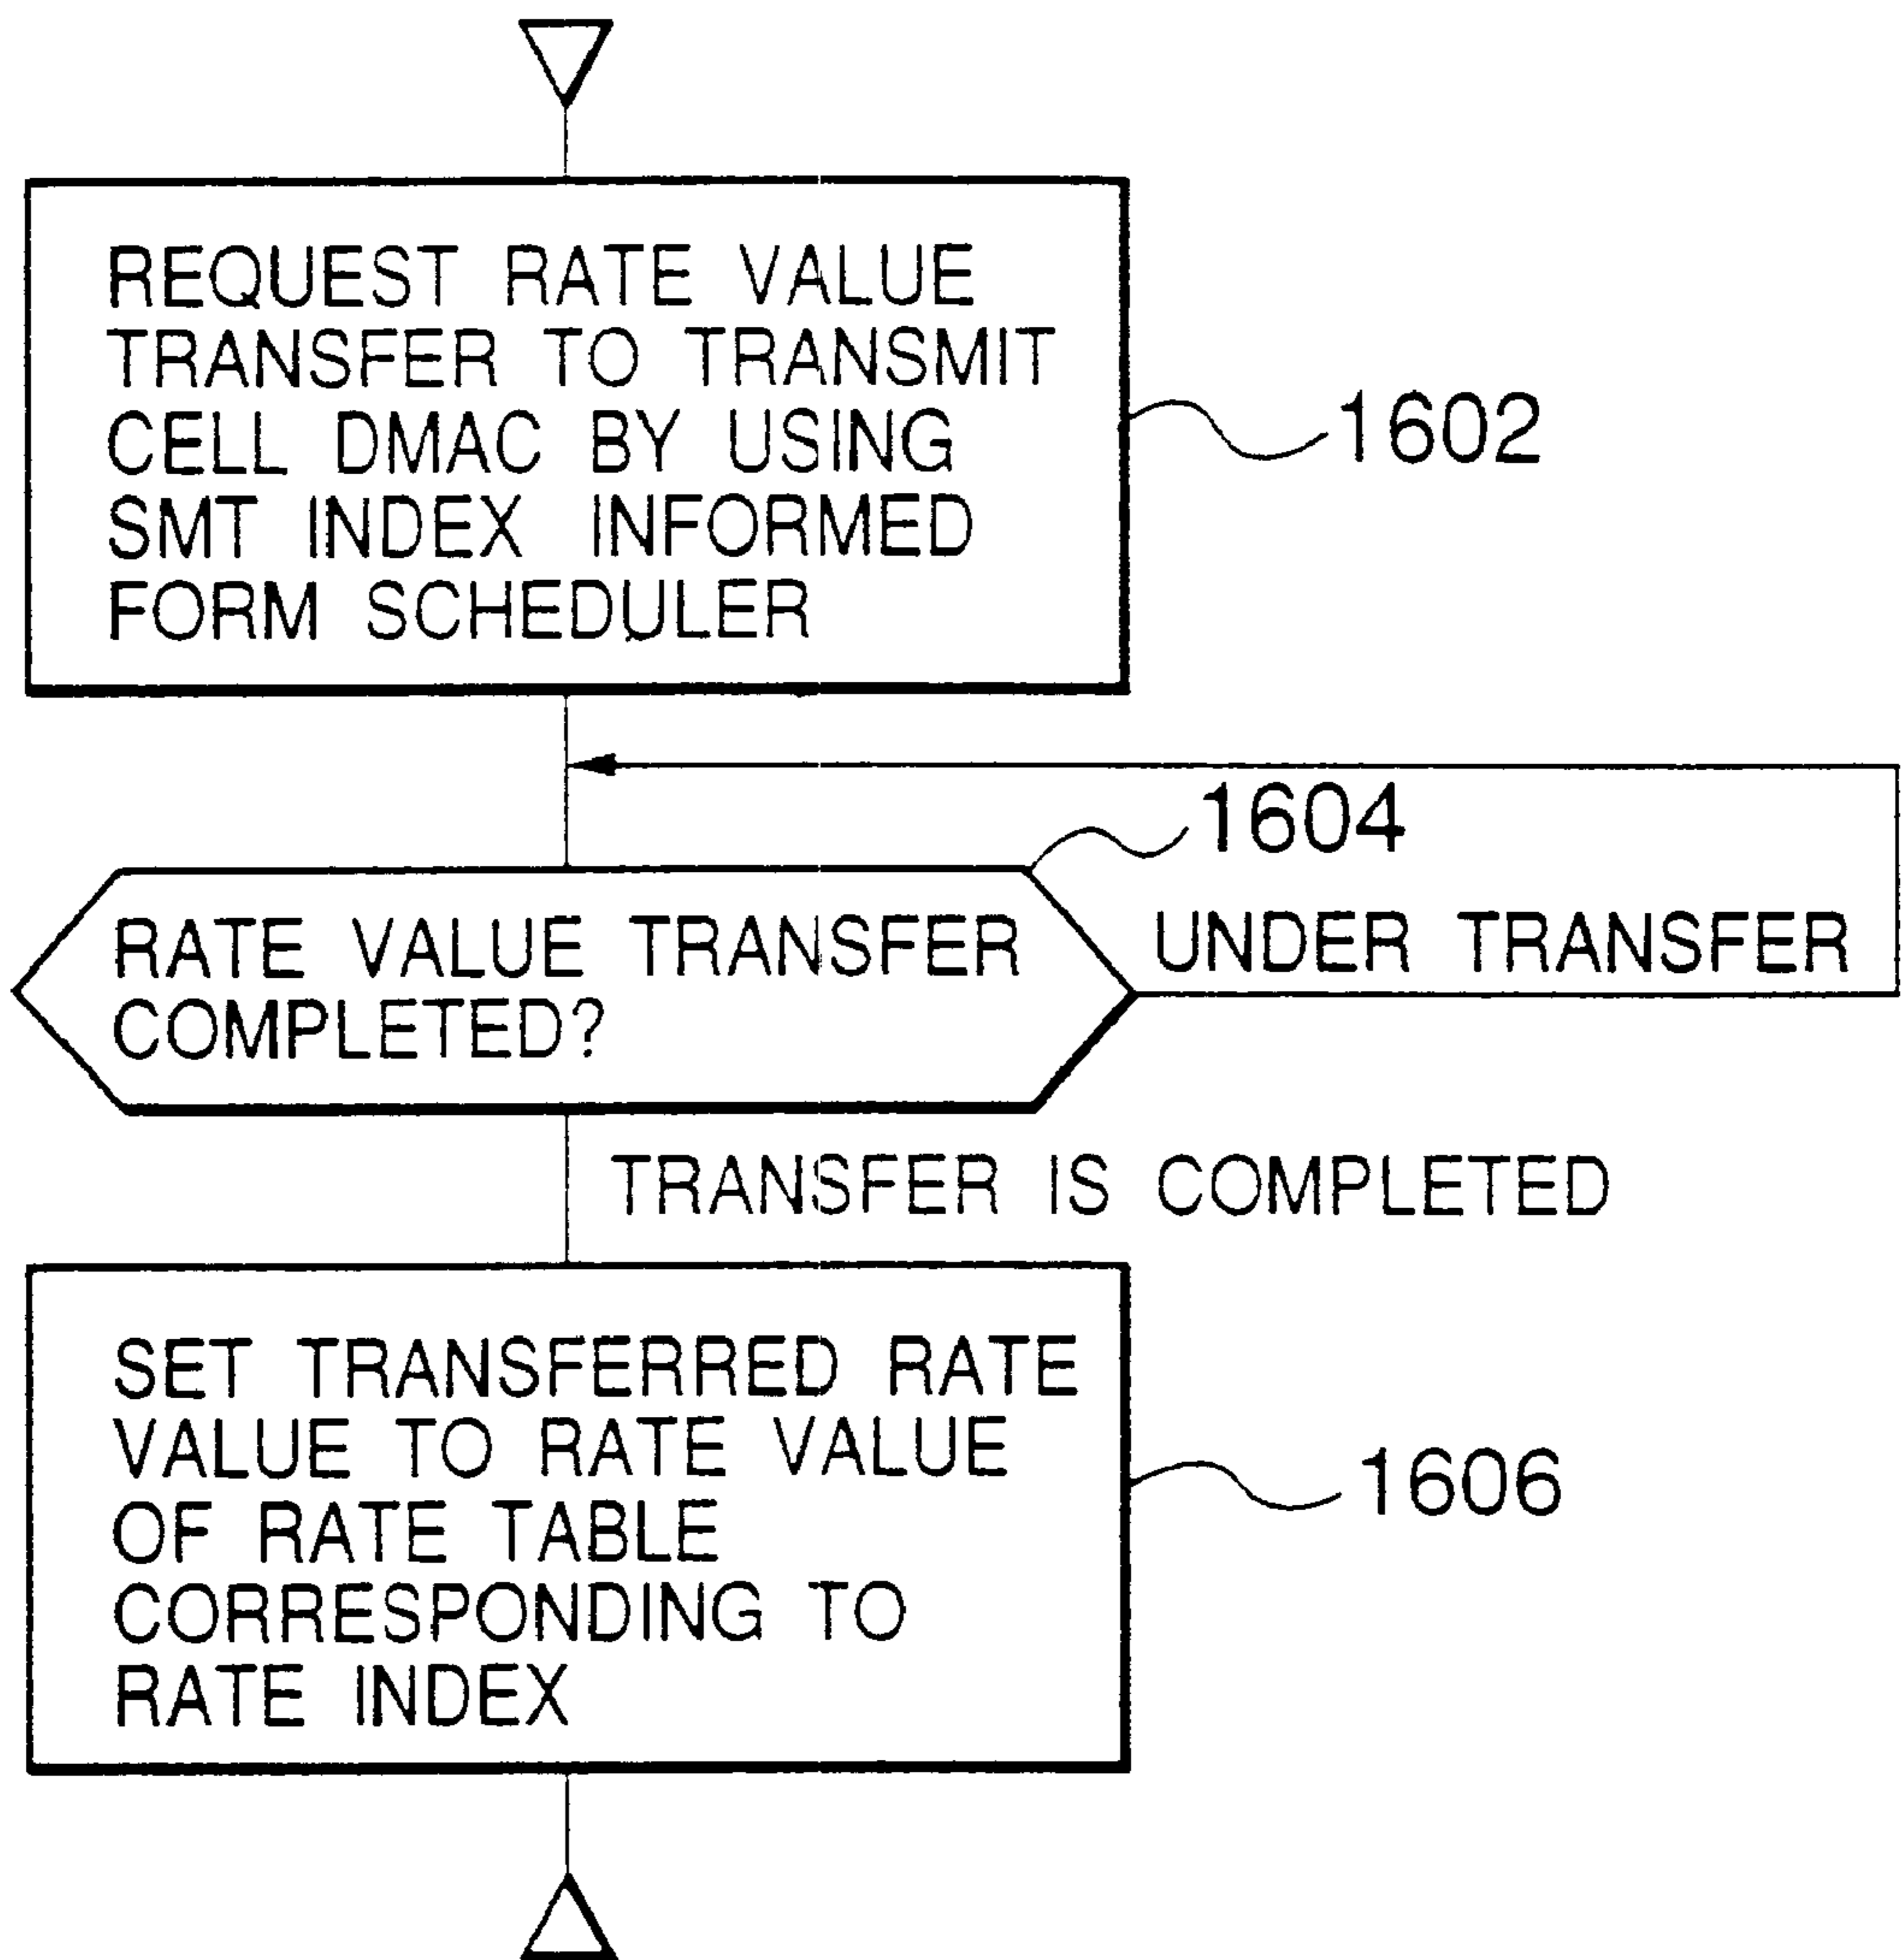 REQUEST RATE VALUE
TRANSFER TO TRANSMIT
CELL DMAC BY USING
SMT INDEX INFORMED
FORM SCHEDULER
1602
1604
RATE VALUE TRANSFER
COMPLETED?
UNDER TRANSFER
TRANSFER IS COMPLETED
SET TRANSFERRED RATE
VALUE TO RATE VALUE
OF RATE TABLE
CORRESPONDING TO
RATE INDEX
1606